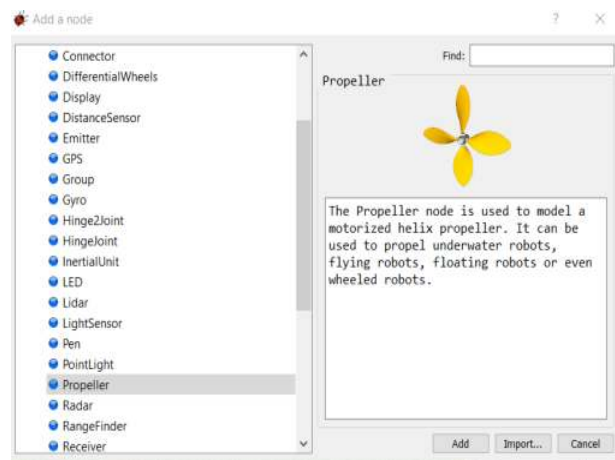 Add a node
?
Connector
DifferentialWheels
Display
DistanceSensor
Emitter
GPS
Group
Gyro
Hinge2Joint
HingeJoint
InertialUnit
LED
Lidar
LightSensor
Pen
PointLight
Propeller
Radar
RangeFinder
Receiver
Find:
Propeller
The Propeller node is used to model a
motorized helix propeller. It can be
used to propel underwater robots,
flying robots, floating robots or even
wheeled robots.
Add
Import...
Cancel